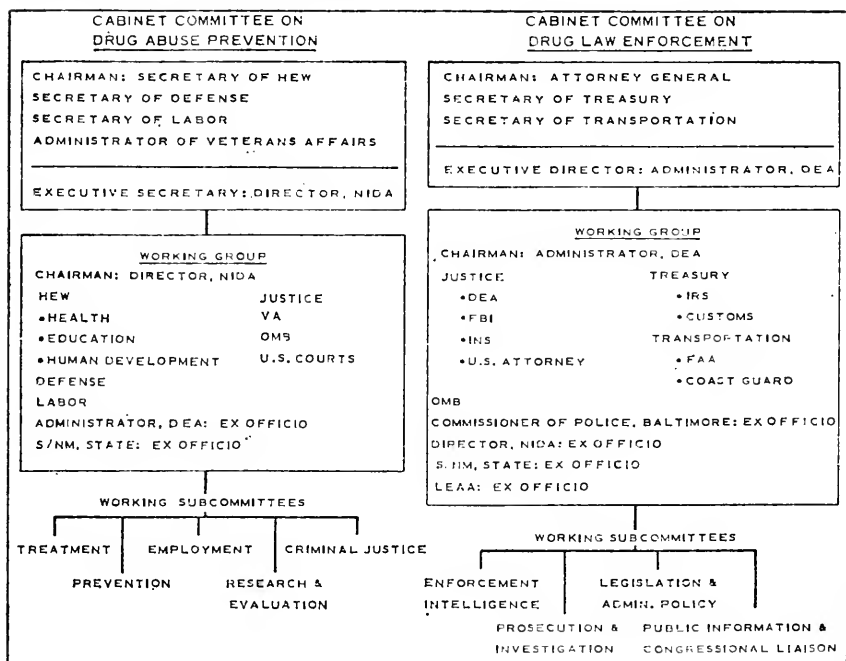 CABINET COMMITTEE ON
DRUG ABUSE PREVENTION
CHAIRMAN: SECRETARY OF HEW
SECRETARY OF DEFENSE
SECRETARY OF LABOR
ADMINISTRATOR OF VETERANS AFFAIRS
EXECUTIVE SECRETARY: DIRECTOR, NIDA
WORKING GROUP
CHAIRMAN: DIRECTOR, NIDA
HEW JUSTICE
•HEALTH VA
•EDUCATION OMB
•HUMAN DEVELOPMENT U.S. COURTS
DEFENSE
LABOR
ADMINISTRATOR, DEA: EX OFFICIO
S/NM, STATE: EX OFFICIO
WORKING SUBCOMMITTEES
TREATMENT EMPLOYMENT CRIMINAL JUSTICE
PREVENTION RESEARCH &
EVALUATION
CABINET COMMITTEE ON
DRUG LAW ENFORCEMENT
CHAIRMAN: ATTORNEY GENERAL
SECRETARY OF TREASURY
SECRETARY OF TRANSPORTATION
EXECUTIVE DIRECTOR: ADMINISTRATOR, DEA
WORKING GROUP
CHAIRMAN: ADMINISTRATOR, DEA
JUSTICE TREASURY
•DEA •IRS
•FBI •CUSTOMS
•INS TRANSPORTATION
•U.S. ATTORNEY •FAA
•COAST GUARD
OMB
COMMISSIONER OF POLICE, BALTIMORE: EX OFFICIO
DIRECTOR, NIDA: EX OFFICIO
S/NM, STATE: EX OFFICIO
LEAA: EX OFFICIO
WORKING SUBCOMMITTEES
ENFORCEMENT LEGISLATION &
INTELLIGENCE ADMIN. POLICY
PROSECUTION & PUBLIC INFORMATION &
INVESTIGATION CONGRESSIONAL LIAISON